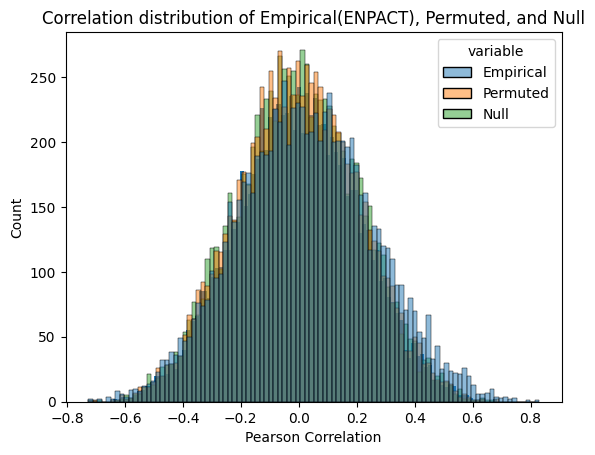 Correlation distribution of Empirical(ENPACT), Permuted, and Null
variable
Empirical
Permuted
Null
Count
250
200
150
100
50
0
−0.8 −0.6 −0.4 −0.2 0.0 0.2 0.4 0.6 0.8
Pearson Correlation